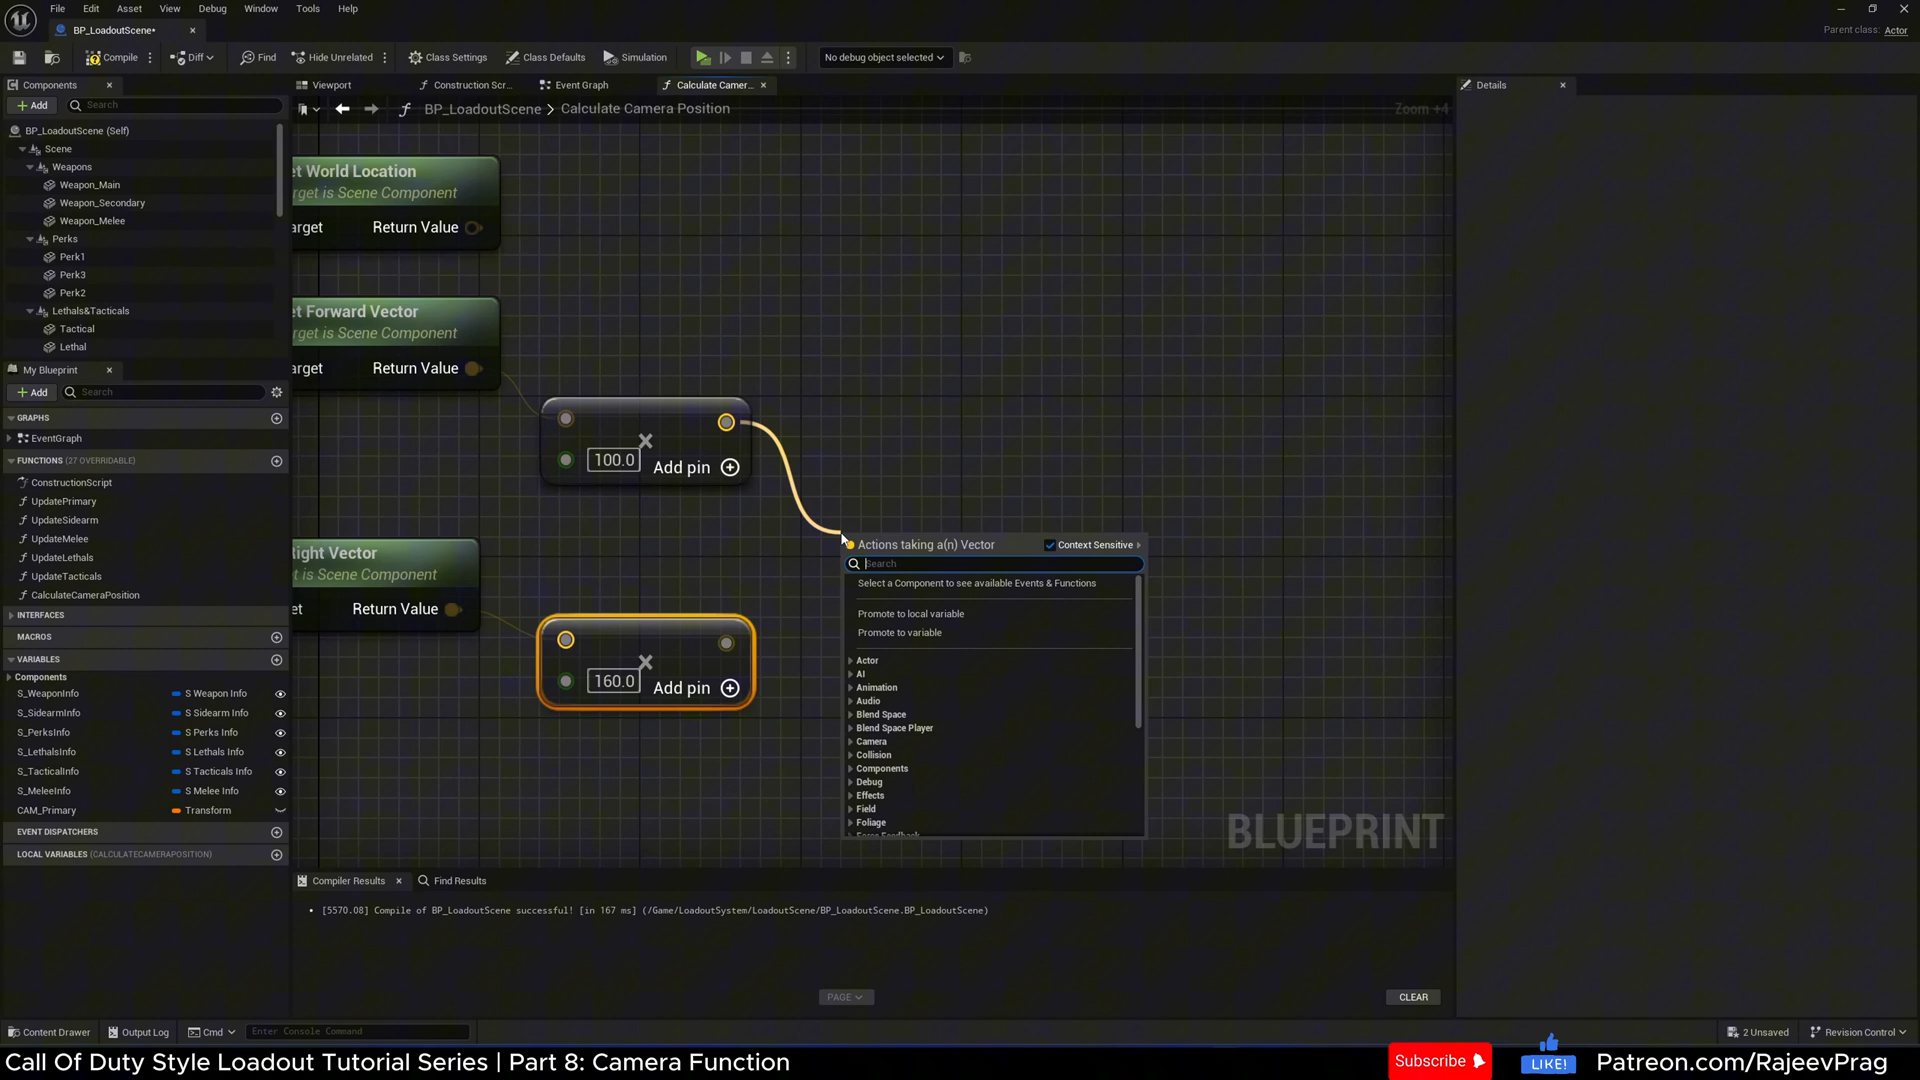 File Edit Asset View Debug Window Tools Help
BP_LoadoutScene•
Parent class: Actor
Compile Diff Find Hide Unrelated Class Settings Class Defaults Simulation No debug object selected
Components
Add Search
BP_LoadoutScene (Self)
Scene
Weapons
Weapon_Main
Weapon_Secondary
Weapon_Melee
Perks
Perk1
Perk3
Perk2
Lethals&Tacticals
Tactical
Lethal
My Blueprint
Add Search
GRAPHS
EventGraph
FUNCTIONS (27 OVERRIDABLE)
ConstructionScript
UpdatePrimary
UpdateSidearm
UpdateMelee
UpdateLethals
UpdateTacticals
CalculateCameraPosition
INTERFACES
MACROS
VARIABLES
Components
S_WeaponInfo S Weapon Info
S_SidearmInfo S Sidearm Info
S_PerksInfo S Perks Info
S_LethalsInfo S Lethals Info
S_TacticalInfo S Tacticals Info
S_MeleeInfo S Melee Info
CAM_Primary Transform
EVENT DISPATCHERS
LOCAL VARIABLES (CALCULATECAMERAPOSITION)
Viewport Construction Scr... Event Graph Calculate Camer...
BP_LoadoutScene > Calculate Camera Position
Zoom +4
et World Location
rget is Scene Component
arget Return Value
et Forward Vector
rget is Scene Component
arget Return Value
100.0 Add pin
Right Vector
t is Scene Component
et Return Value
160.0 Add pin
Actions taking a(n) Vector Context Sensitive
Search
Select a Component to see available Events & Functions
Promote to local variable
Promote to variable
Actor
AI
Animation
Audio
Blend Space
Blend Space Player
Camera
Collision
Components
Debug
Effects
Field
Foliage
Force Feedback
BLUEPRINT
Details
Compiler Results Find Results
• [5570.08] Compile of BP_LoadoutScene successful! [in 167 ms] (/Game/LoadoutSystem/LoadoutScene/BP_LoadoutScene.BP_LoadoutScene)
PAGE
CLEAR
Content Drawer Output Log Cmd Enter Console Command 2 Unsaved Revision Control
Call Of Duty Style Loadout Tutorial Series | Part 8: Camera Function
Subscribe
LIKE!
Patreon.com/RajeevPrag